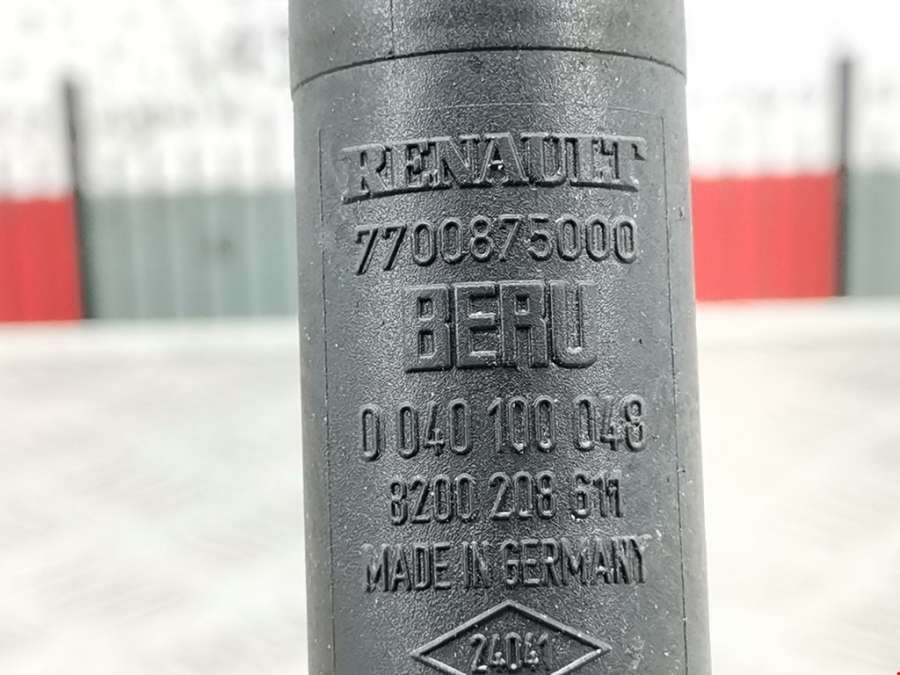 RENAULT
7700875000
BERU
0 040 100 048
8200 208 611
MADE IN GERMANY
24041